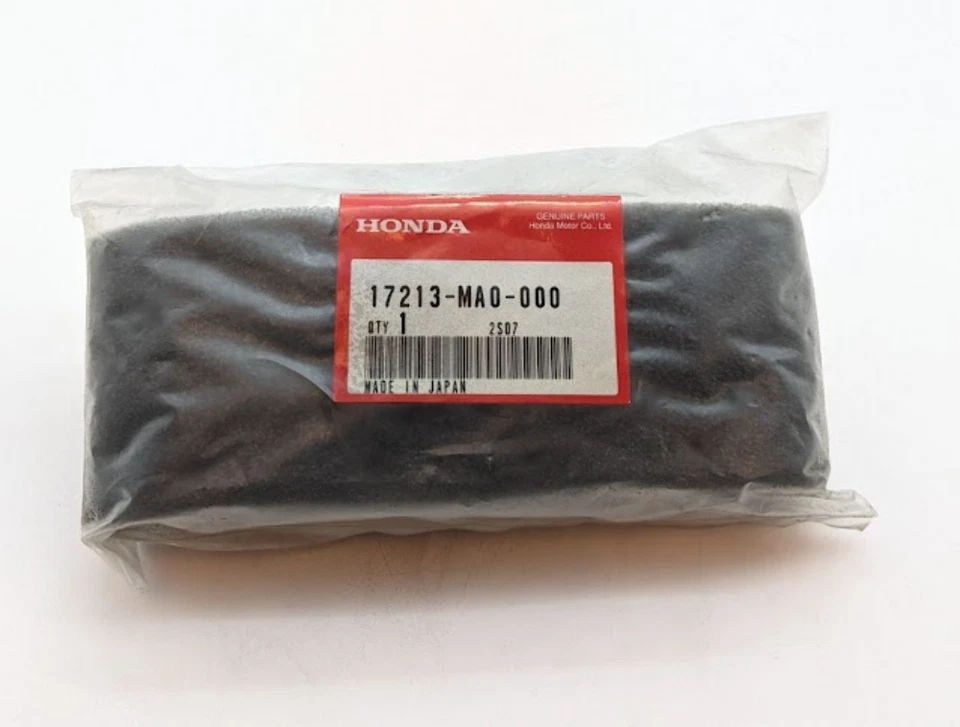 HONDA
GENUINE PARTS
Honda Motor Co., Ltd.
17213-MA0-000
QTY 1 2S07
MADE IN JAPAN